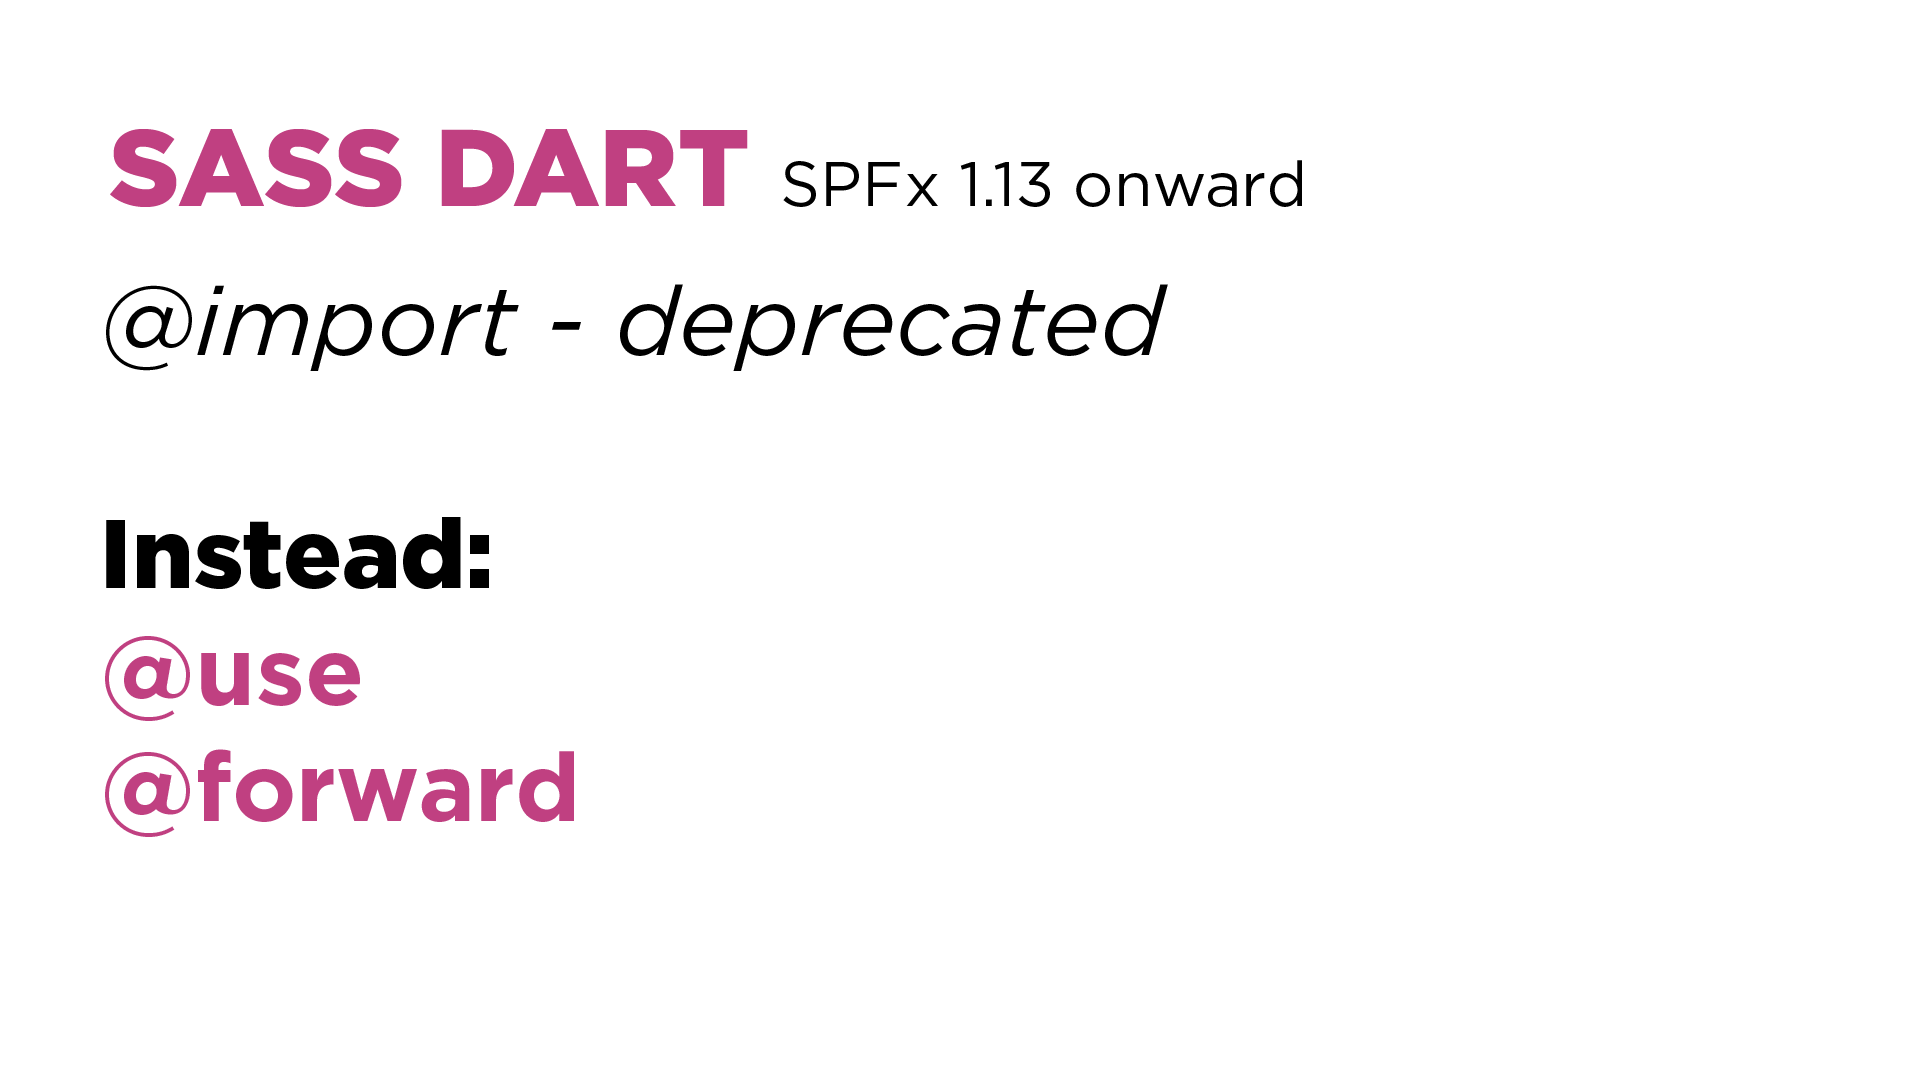 SASS DART SPFx 1.13 onward
@import - deprecated
Instead:
@use
@forward